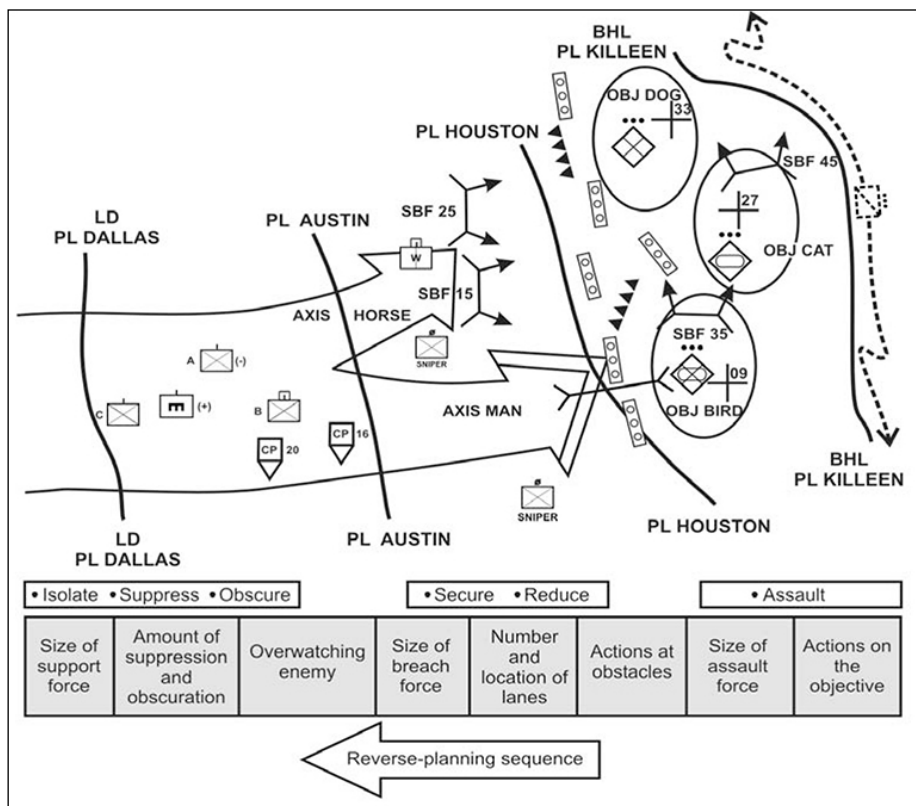 BHL
PL KILLEEN
OBJ DOG
33
PL HOUSTON
SBF 45
LD
PL DALLAS
PL AUSTIN
SBF 25
27
W
OBJ CAT
SBF 15
AXIS HORSE
SBF 35
A
(-)
SNIPER
09
OBJ BIRD
C
E
(+)
B
AXIS MAN
CP
20
CP
16
BHL
PL KILLEEN
SNIPER
LD
PL DALLAS
PL AUSTIN
PL HOUSTON
• Isolate • Suppress • Obscure
• Secure • Reduce
• Assault
Size of
support
force
Amount of
suppression
and
obscuration
Overwatching
enemy
Size of
breach
force
Number
and
location of
lanes
Actions at
obstacles
Size of
assault
force
Actions on
the
objective
Reverse-planning sequence